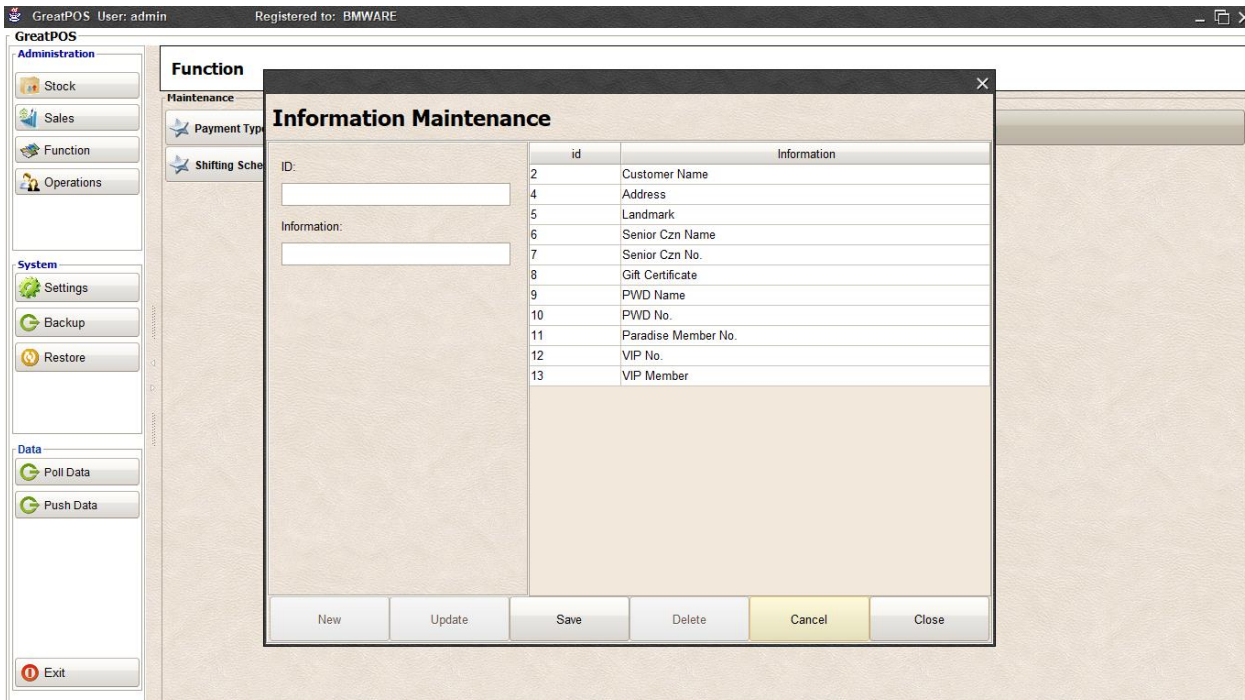 GreatPOS User: admin Registered to: BMWARE
GreatPOS
Administration
Stock
Sales
Function
Operations
System
Settings
Backup
Restore
Data
Poll Data
Push Data
Exit
Function
Maintenance
Payment Type
Shifting Sche
Information Maintenance
ID:
Information:
id Information
2 Customer Name
4 Address
5 Landmark
6 Senior Czn Name
7 Senior Czn No.
8 Gift Certificate
9 PWD Name
10 PWD No.
11 Paradise Member No.
12 VIP No.
13 VIP Member
New Update Save Delete Cancel Close